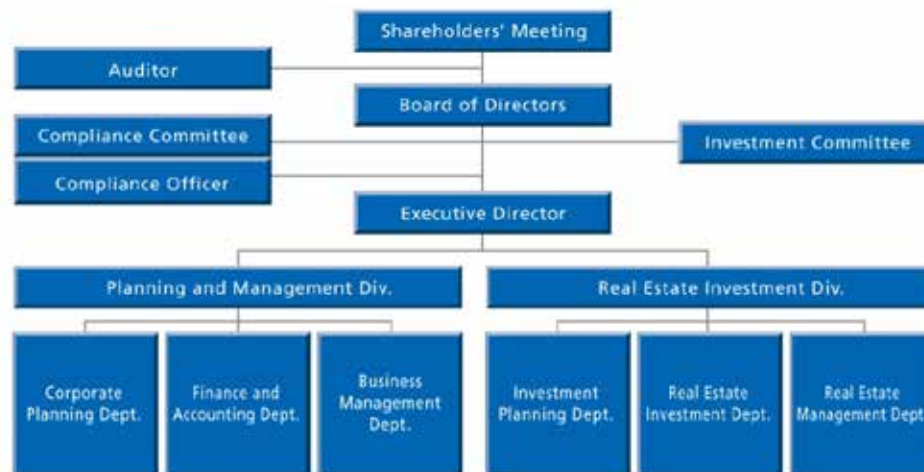 Shareholders' Meeting
Auditor
Board of Directors
Compliance Committee
Investment Committee
Compliance Officer
Executive Director
Planning and Management Div.
Real Estate Investment Div.
Corporate
Planning Dept.
Finance and
Accounting Dept.
Business
Management
Dept.
Investment
Planning Dept.
Real Estate
Investment Dept.
Real Estate
Management Dept